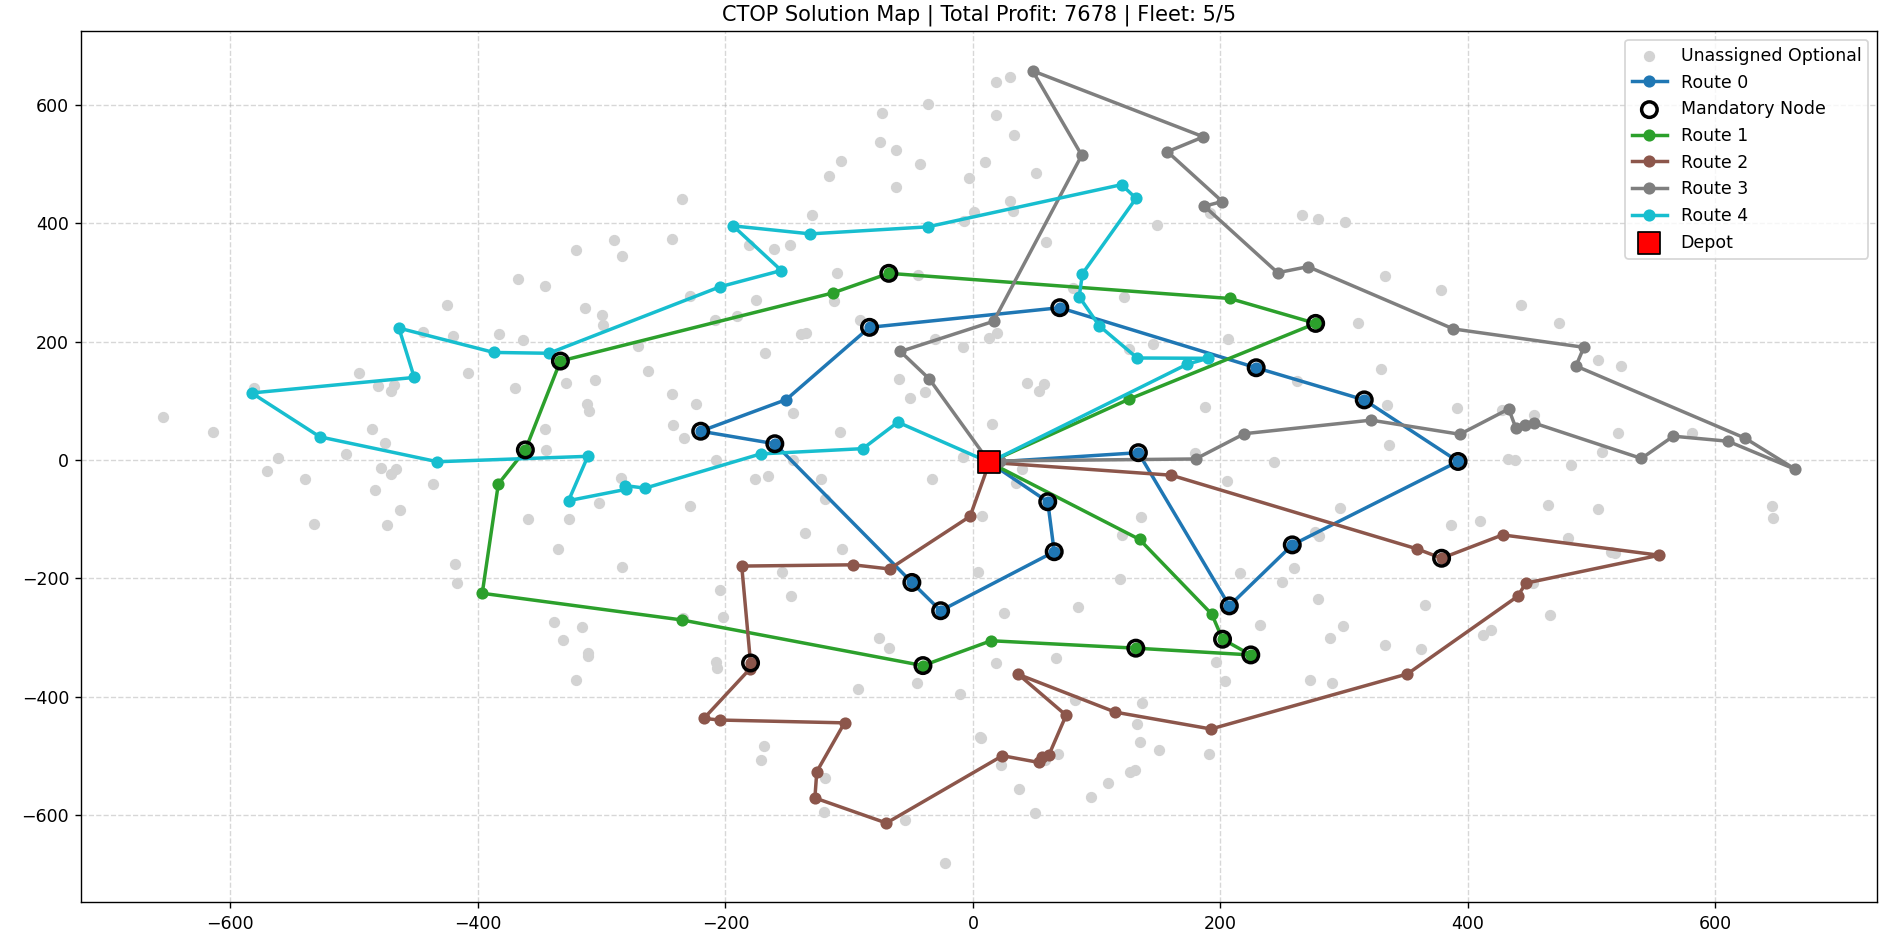 CTOP Solution Map | Total Profit: 7678 | Fleet: 5/5
Unassigned Optional
Route 0
Mandatory Node
Route 1
Route 2
Route 3
Route 4
Depot
600
400
200
0
−200
−400
−600
−600
−400
−200
0
200
400
600